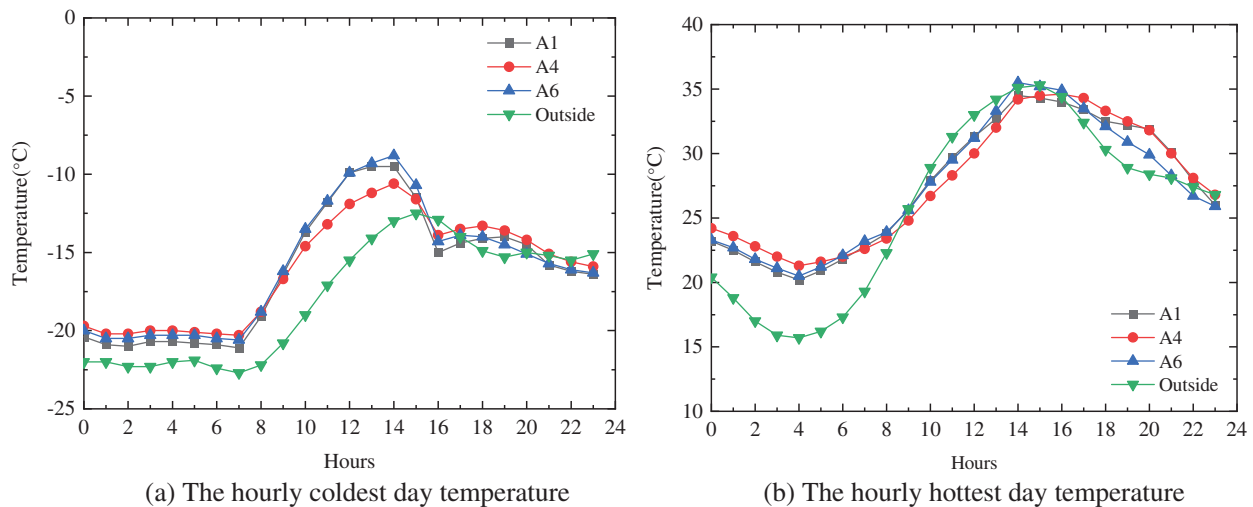 0
-5
-10
-15
-20
-25
Temperature(°C)
A1
A4
A6
Outside
0 2 4 6 8 10 12 14 16 18 20 22 24
Hours
(a) The hourly coldest day temperature
40
35
30
25
20
15
10
Temperature(°C)
A1
A4
A6
Outside
0 2 4 6 8 10 12 14 16 18 20 22 24
Hours
(b) The hourly hottest day temperature